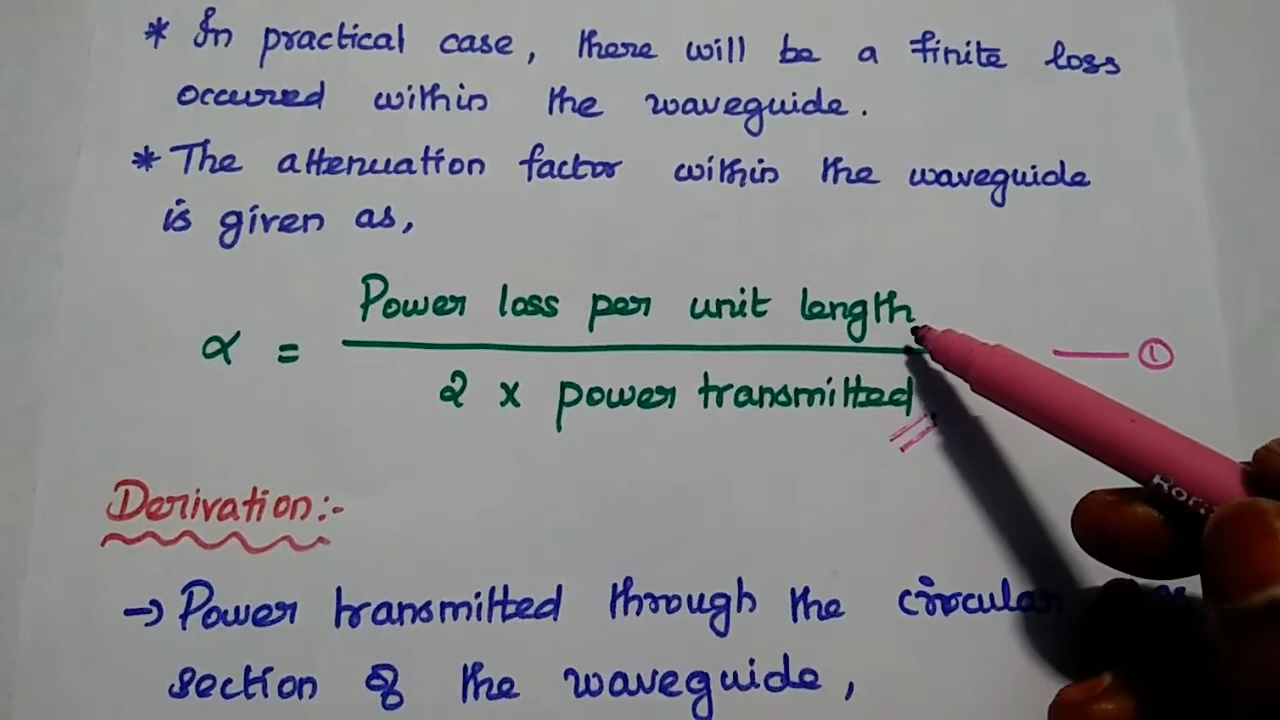 * In practical case, there will be a finite loss
occured within the waveguide.
* The attenuation factor within the waveguide
is given as,
Power loss per unit length
α = ——— ①
2 x power transmitted
Derivation:-
→ Power transmitted through the circular
section of the waveguide,